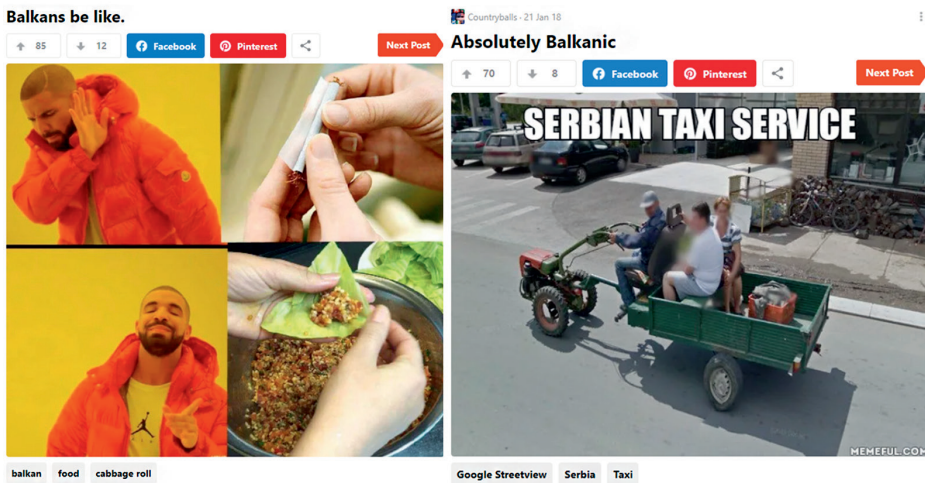 Balkans be like.
85
12
Facebook
Pinterest
Next Post
balkan
food
cabbage roll
Countryballs · 21 Jan 18
Absolutely Balkanic
70
8
Facebook
Pinterest
Next Post
SERBIAN TAXI SERVICE
MEMEFUL.COM
Google Streetview
Serbia
Taxi